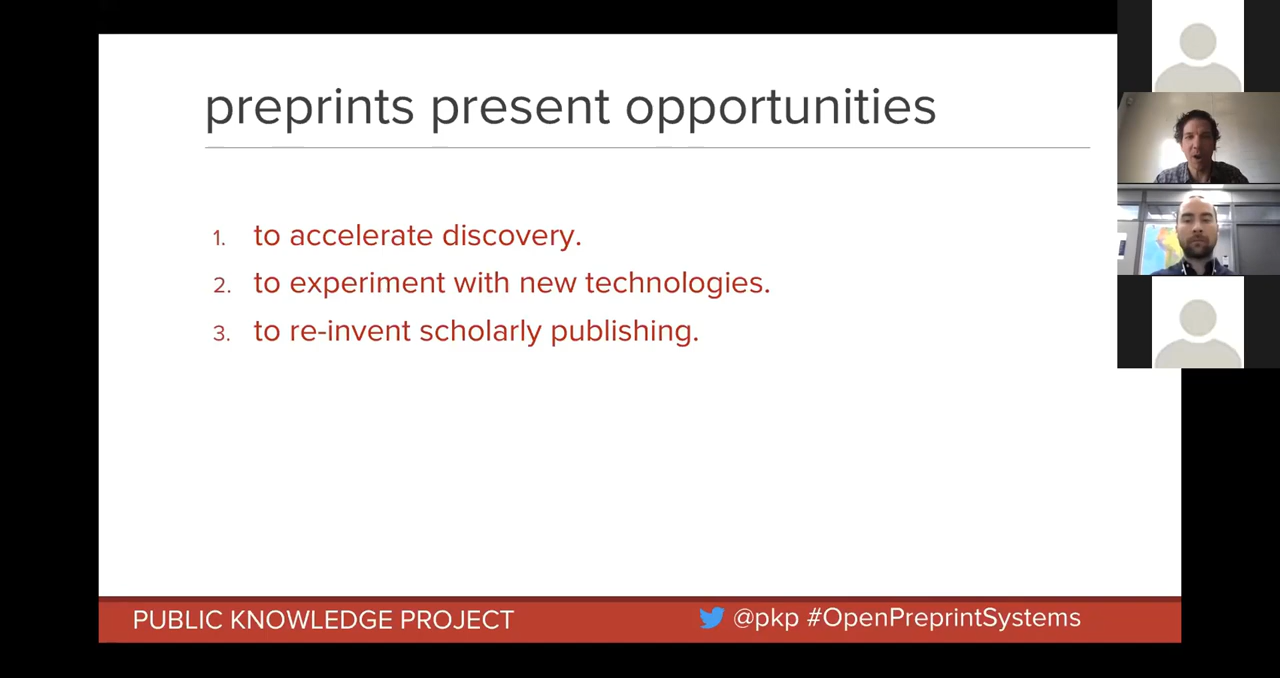 preprints present opportunities
1. to accelerate discovery.
2. to experiment with new technologies.
3. to re-invent scholarly publishing.
PUBLIC KNOWLEDGE PROJECT
@pkp #OpenPreprintSystems